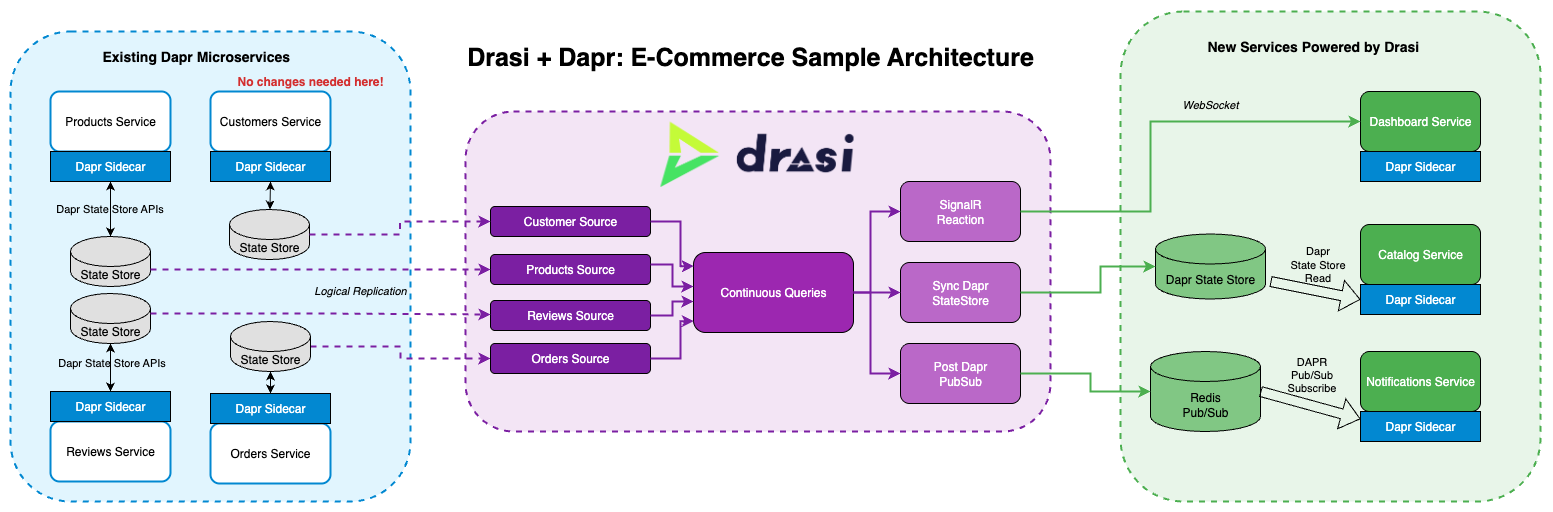 Drasi + Dapr: E-Commerce Sample Architecture
Existing Dapr Microservices
No changes needed here!
Products Service
Dapr Sidecar
Dapr State Store APIs
State Store
Customers Service
Dapr Sidecar
State Store
State Store
Dapr State Store APIs
Dapr Sidecar
Reviews Service
State Store
Dapr Sidecar
Orders Service
Logical Replication
drasi
Customer Source
Products Source
Reviews Source
Orders Source
Continuous Queries
SignalR
Reaction
Sync Dapr
StateStore
Post Dapr
PubSub
New Services Powered by Drasi
WebSocket
Dashboard Service
Dapr Sidecar
Dapr State Store
Dapr
State Store
Read
Catalog Service
Dapr Sidecar
Redis
Pub/Sub
DAPR
Pub/Sub
Subscribe
Notifications Service
Dapr Sidecar